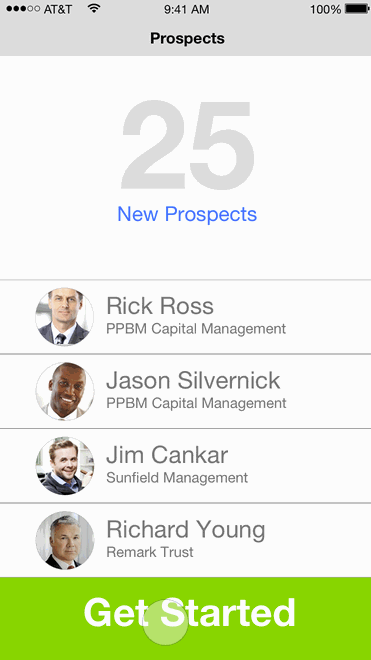 AT&T 9:41 AM 100%
Prospects
25
New Prospects
Rick Ross
PPBM Capital Management
Jason Silvernick
PPBM Capital Management
Jim Cankar
Sunfield Management
Richard Young
Remark Trust
Get Started